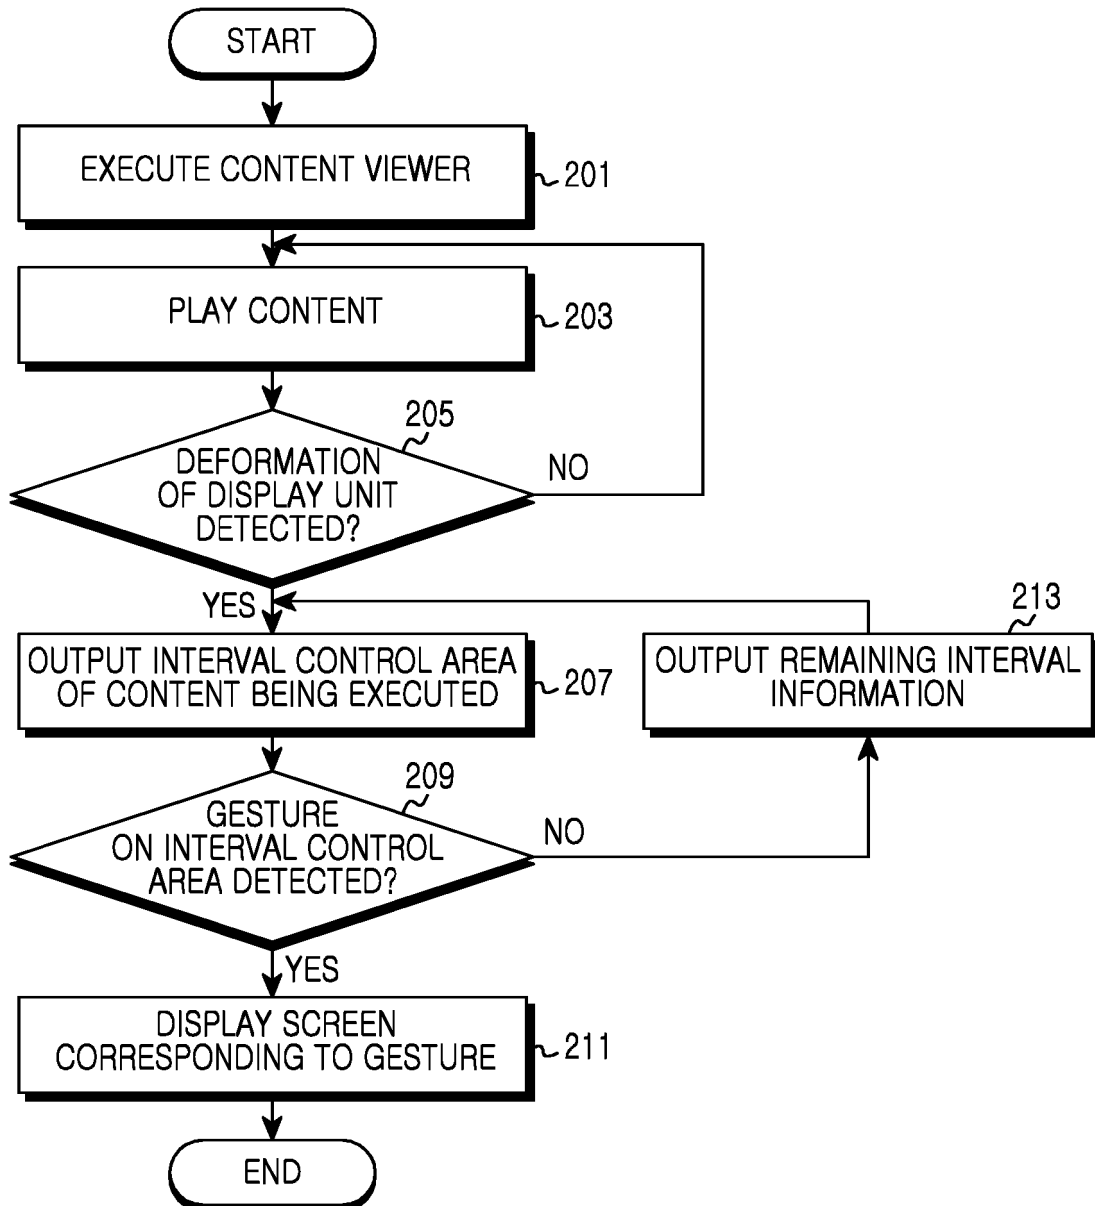 START
EXECUTE CONTENT VIEWER
201
PLAY CONTENT
203
205
DEFORMATION
OF DISPLAY UNIT
DETECTED?
NO
YES
213
OUTPUT INTERVAL CONTROL AREA
OF CONTENT BEING EXECUTED
207
OUTPUT REMAINING INTERVAL
INFORMATION
209
GESTURE
ON INTERVAL CONTROL
AREA DETECTED?
NO
YES
DISPLAY SCREEN
CORRESPONDING TO GESTURE
211
END